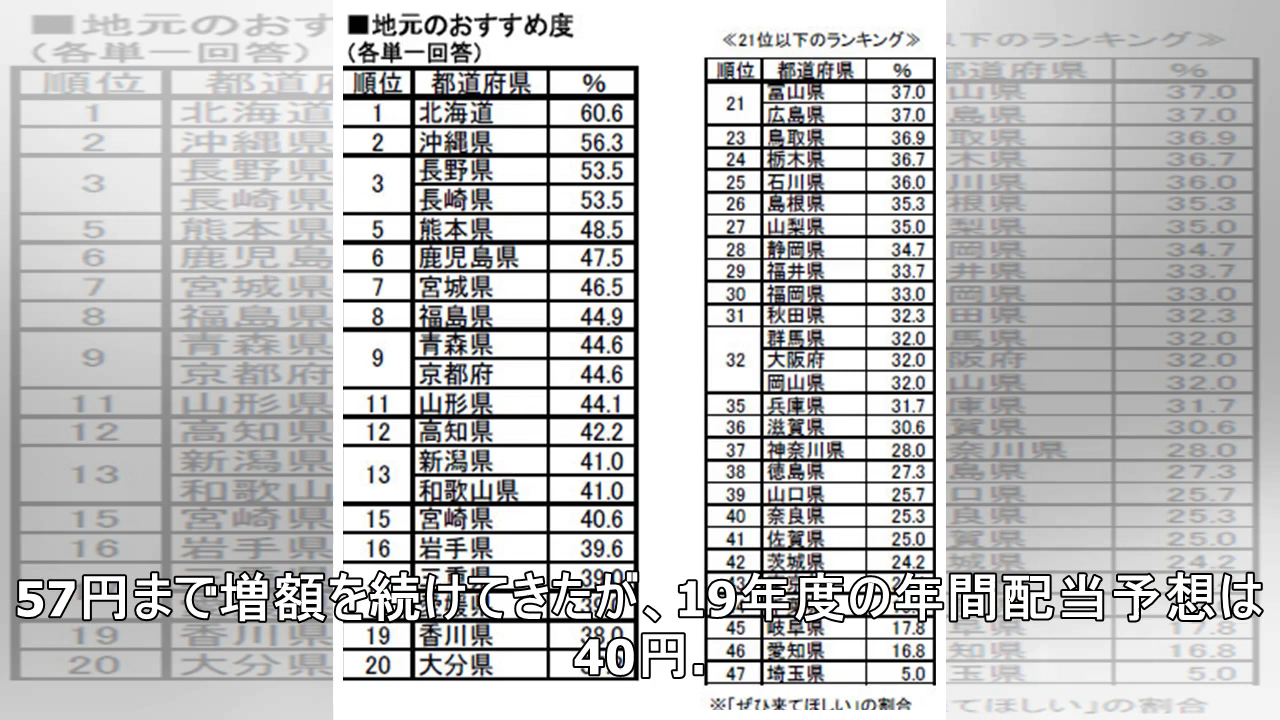 ■地元のおすすめ度
（各単一回答）
順位 都道府県 %
1 北海道 60.6
2 沖縄県 56.3
3 長野県 53.5
長崎県 53.5
5 熊本県 48.5
6 鹿児島県 47.5
7 宮城県 46.5
8 福島県 44.9
9 青森県 44.6
京都府 44.6
11 山形県 44.1
12 高知県 42.2
13 新潟県 41.0
和歌山県 41.0
15 宮崎県 40.6
16 岩手県 39.6
19 香川県 38.0
20 大分県
≪21位以下のランキング≫
順位 都道府県 %
21 富山県 37.0
広島県 37.0
23 鳥取県 36.9
24 栃木県 36.7
25 石川県 36.0
26 島根県 35.3
27 山梨県 35.0
28 静岡県 34.7
29 福井県 33.7
30 福岡県 33.0
31 秋田県 32.3
32 群馬県 32.0
大阪府 32.0
岡山県 32.0
35 兵庫県 31.7
36 滋賀県 30.6
37 神奈川県 28.0
38 徳島県 27.3
39 山口県 25.7
40 奈良県 25.3
41 佐賀県 25.0
42 茨城県 24.2
45 岐阜県 17.8
46 愛知県 16.8
47 埼玉県 5.0
※「ぜひ来てほしい」の割合
57円まで増額を続けてきたが、19年度の年間配当予想は
40円.